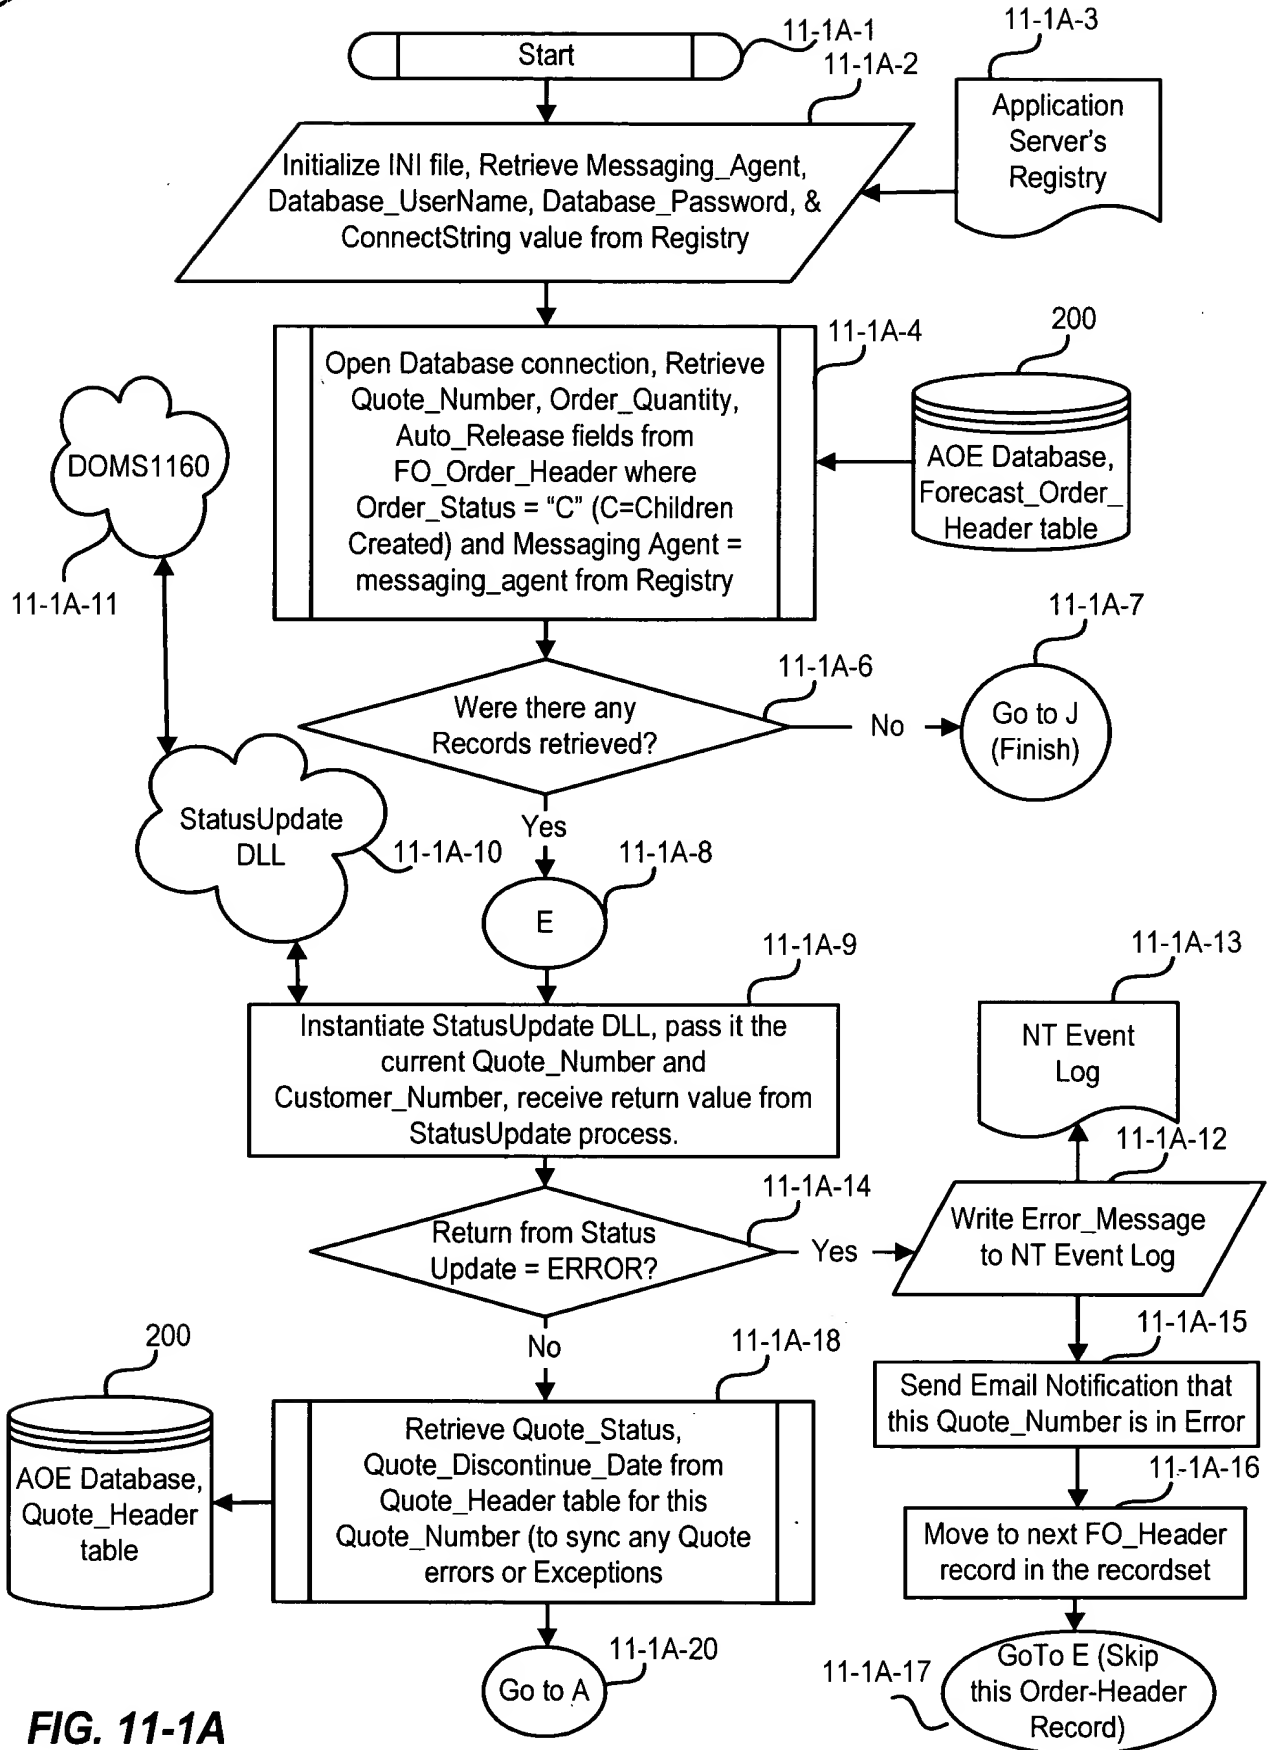 11-1A-1
Start
11-1A-2
11-1A-3
Application
Server's
Registry
Initialize INI file, Retrieve Messaging_Agent,
Database_UserName, Database_Password, &
ConnectString value from Registry
11-1A-4
Open Database connection, Retrieve
Quote_Number, Order_Quantity,
Auto_Release fields from
FO_Order_Header where
Order_Status = "C" (C=Children
Created) and Messaging Agent =
messaging_agent from Registry
200
AOE Database,
Forecast_Order_
Header table
DOMS1160
11-1A-11
11-1A-6
Were there any
Records retrieved?
No
11-1A-7
Go to J
(Finish)
StatusUpdate
DLL
11-1A-10
Yes
11-1A-8
E
11-1A-9
Instantiate StatusUpdate DLL, pass it the
current Quote_Number and
Customer_Number, receive return value from
StatusUpdate process.
11-1A-13
NT Event
Log
11-1A-12
11-1A-14
Return from Status
Update = ERROR?
Yes
Write Error_Message
to NT Event Log
No
11-1A-15
Send Email Notification that
this Quote_Number is in Error
200
AOE Database,
Quote_Header
table
11-1A-18
Retrieve Quote_Status,
Quote_Discontinue_Date from
Quote_Header table for this
Quote_Number (to sync any Quote
errors or Exceptions
11-1A-16
Move to next FO_Header
record in the recordset
11-1A-20
Go to A
11-1A-17
GoTo E (Skip
this Order-Header
Record)
FIG. 11-1A